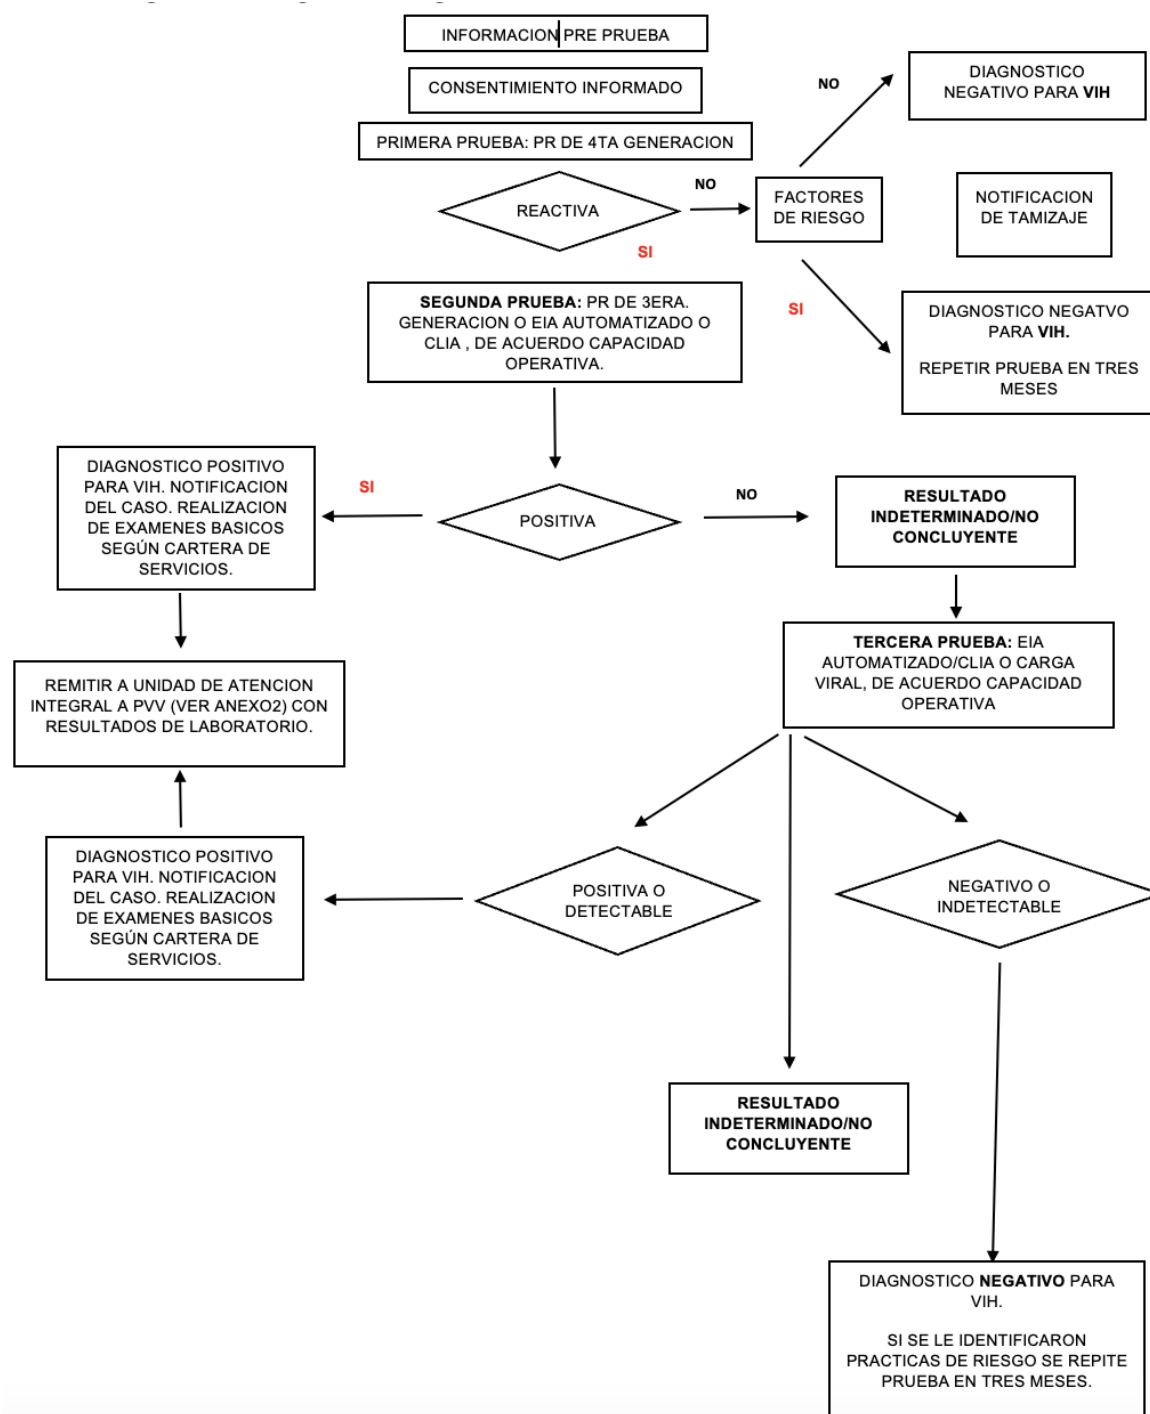 INFORMACION PRE PRUEBA
CONSENTIMIENTO INFORMADO
PRIMERA PRUEBA: PR DE 4TA GENERACION
REACTIVA
NO
SI
FACTORES
DE RIESGO
NO
DIAGNOSTICO
NEGATIVO PARA VIH
NOTIFICACION
DE TAMIZAJE
SI
DIAGNOSTICO NEGATVO
PARA VIH.
REPETIR PRUEBA EN TRES
MESES
SEGUNDA PRUEBA: PR DE 3ERA.
GENERACION O EIA AUTOMATIZADO O
CLIA , DE ACUERDO CAPACIDAD
OPERATIVA.
POSITIVA
SI
DIAGNOSTICO POSITIVO
PARA VIH. NOTIFICACION
DEL CASO. REALIZACION
DE EXAMENES BASICOS
SEGÚN CARTERA DE
SERVICIOS.
NO
RESULTADO
INDETERMINADO/NO
CONCLUYENTE
REMITIR A UNIDAD DE ATENCION
INTEGRAL A PVV (VER ANEXO2) CON
RESULTADOS DE LABORATORIO.
TERCERA PRUEBA: EIA
AUTOMATIZADO/CLIA O CARGA
VIRAL, DE ACUERDO CAPACIDAD
OPERATIVA
DIAGNOSTICO POSITIVO
PARA VIH. NOTIFICACION
DEL CASO. REALIZACION
DE EXAMENES BASICOS
SEGÚN CARTERA DE
SERVICIOS.
POSITIVA O
DETECTABLE
NEGATIVO O
INDETECTABLE
RESULTADO
INDETERMINADO/NO
CONCLUYENTE
DIAGNOSTICO NEGATIVO PARA
VIH.
SI SE LE IDENTIFICARON
PRACTICAS DE RIESGO SE REPITE
PRUEBA EN TRES MESES.